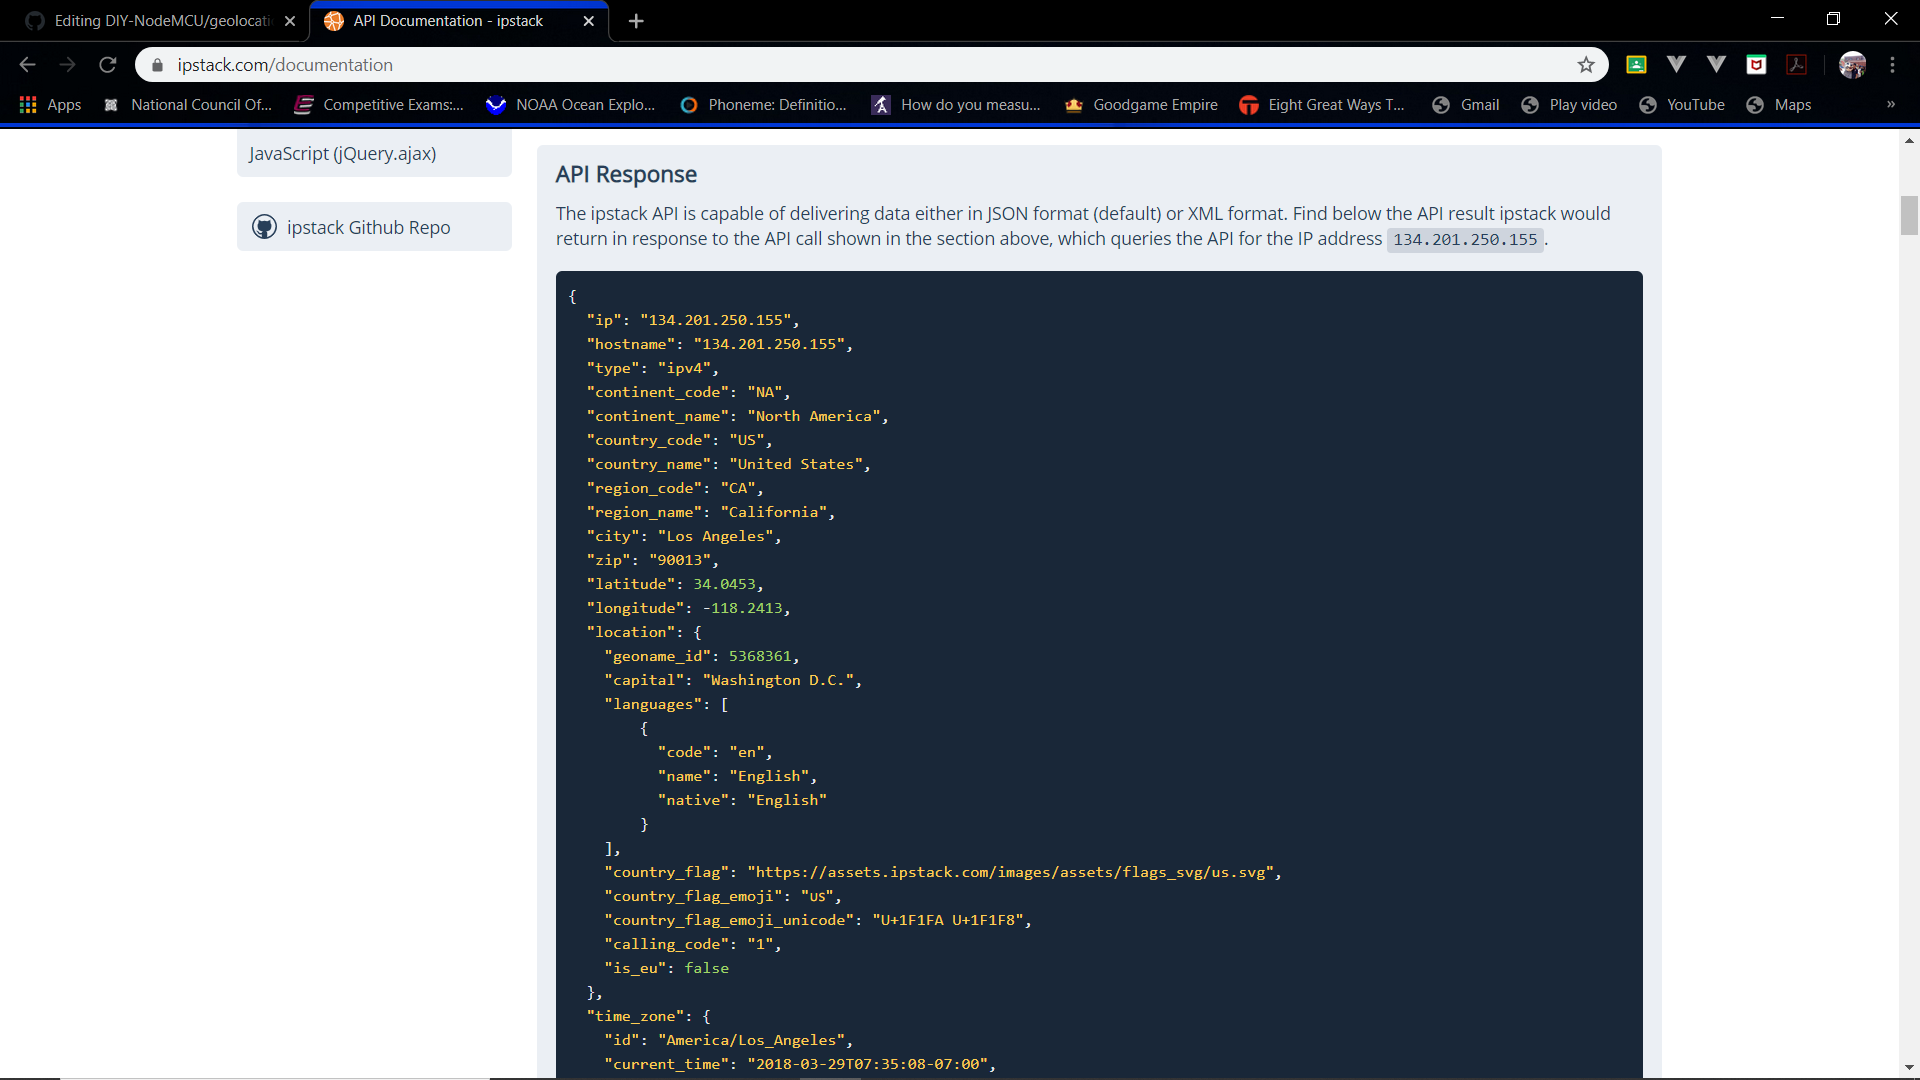 Editing DIY-NodeMCU/geolocati
API Documentation - ipstack
ipstack.com/documentation
Apps
National Council Of...
Competitive Exams:...
NOAA Ocean Explo...
Phoneme: Definitio...
How do you measu...
Goodgame Empire
Eight Great Ways T...
Gmail
Play video
YouTube
Maps
»
JavaScript (jQuery.ajax)
ipstack Github Repo
API Response
The ipstack API is capable of delivering data either in JSON format (default) or XML format. Find below the API result ipstack would
return in response to the API call shown in the section above, which queries the API for the IP address 134.201.250.155 .
{
"ip": "134.201.250.155",
"hostname": "134.201.250.155",
"type": "ipv4",
"continent_code": "NA",
"continent_name": "North America",
"country_code": "US",
"country_name": "United States",
"region_code": "CA",
"region_name": "California",
"city": "Los Angeles",
"zip": "90013",
"latitude": 34.0453,
"longitude": -118.2413,
"location": {
"geoname_id": 5368361,
"capital": "Washington D.C.",
"languages": [
{
"code": "en",
"name": "English",
"native": "English"
}
],
"country_flag": "https://assets.ipstack.com/images/assets/flags_svg/us.svg",
"country_flag_emoji": "US",
"country_flag_emoji_unicode": "U+1F1FA U+1F1F8",
"calling_code": "1",
"is_eu": false
},
"time_zone": {
"id": "America/Los_Angeles",
"current_time": "2018-03-29T07:35:08-07:00",